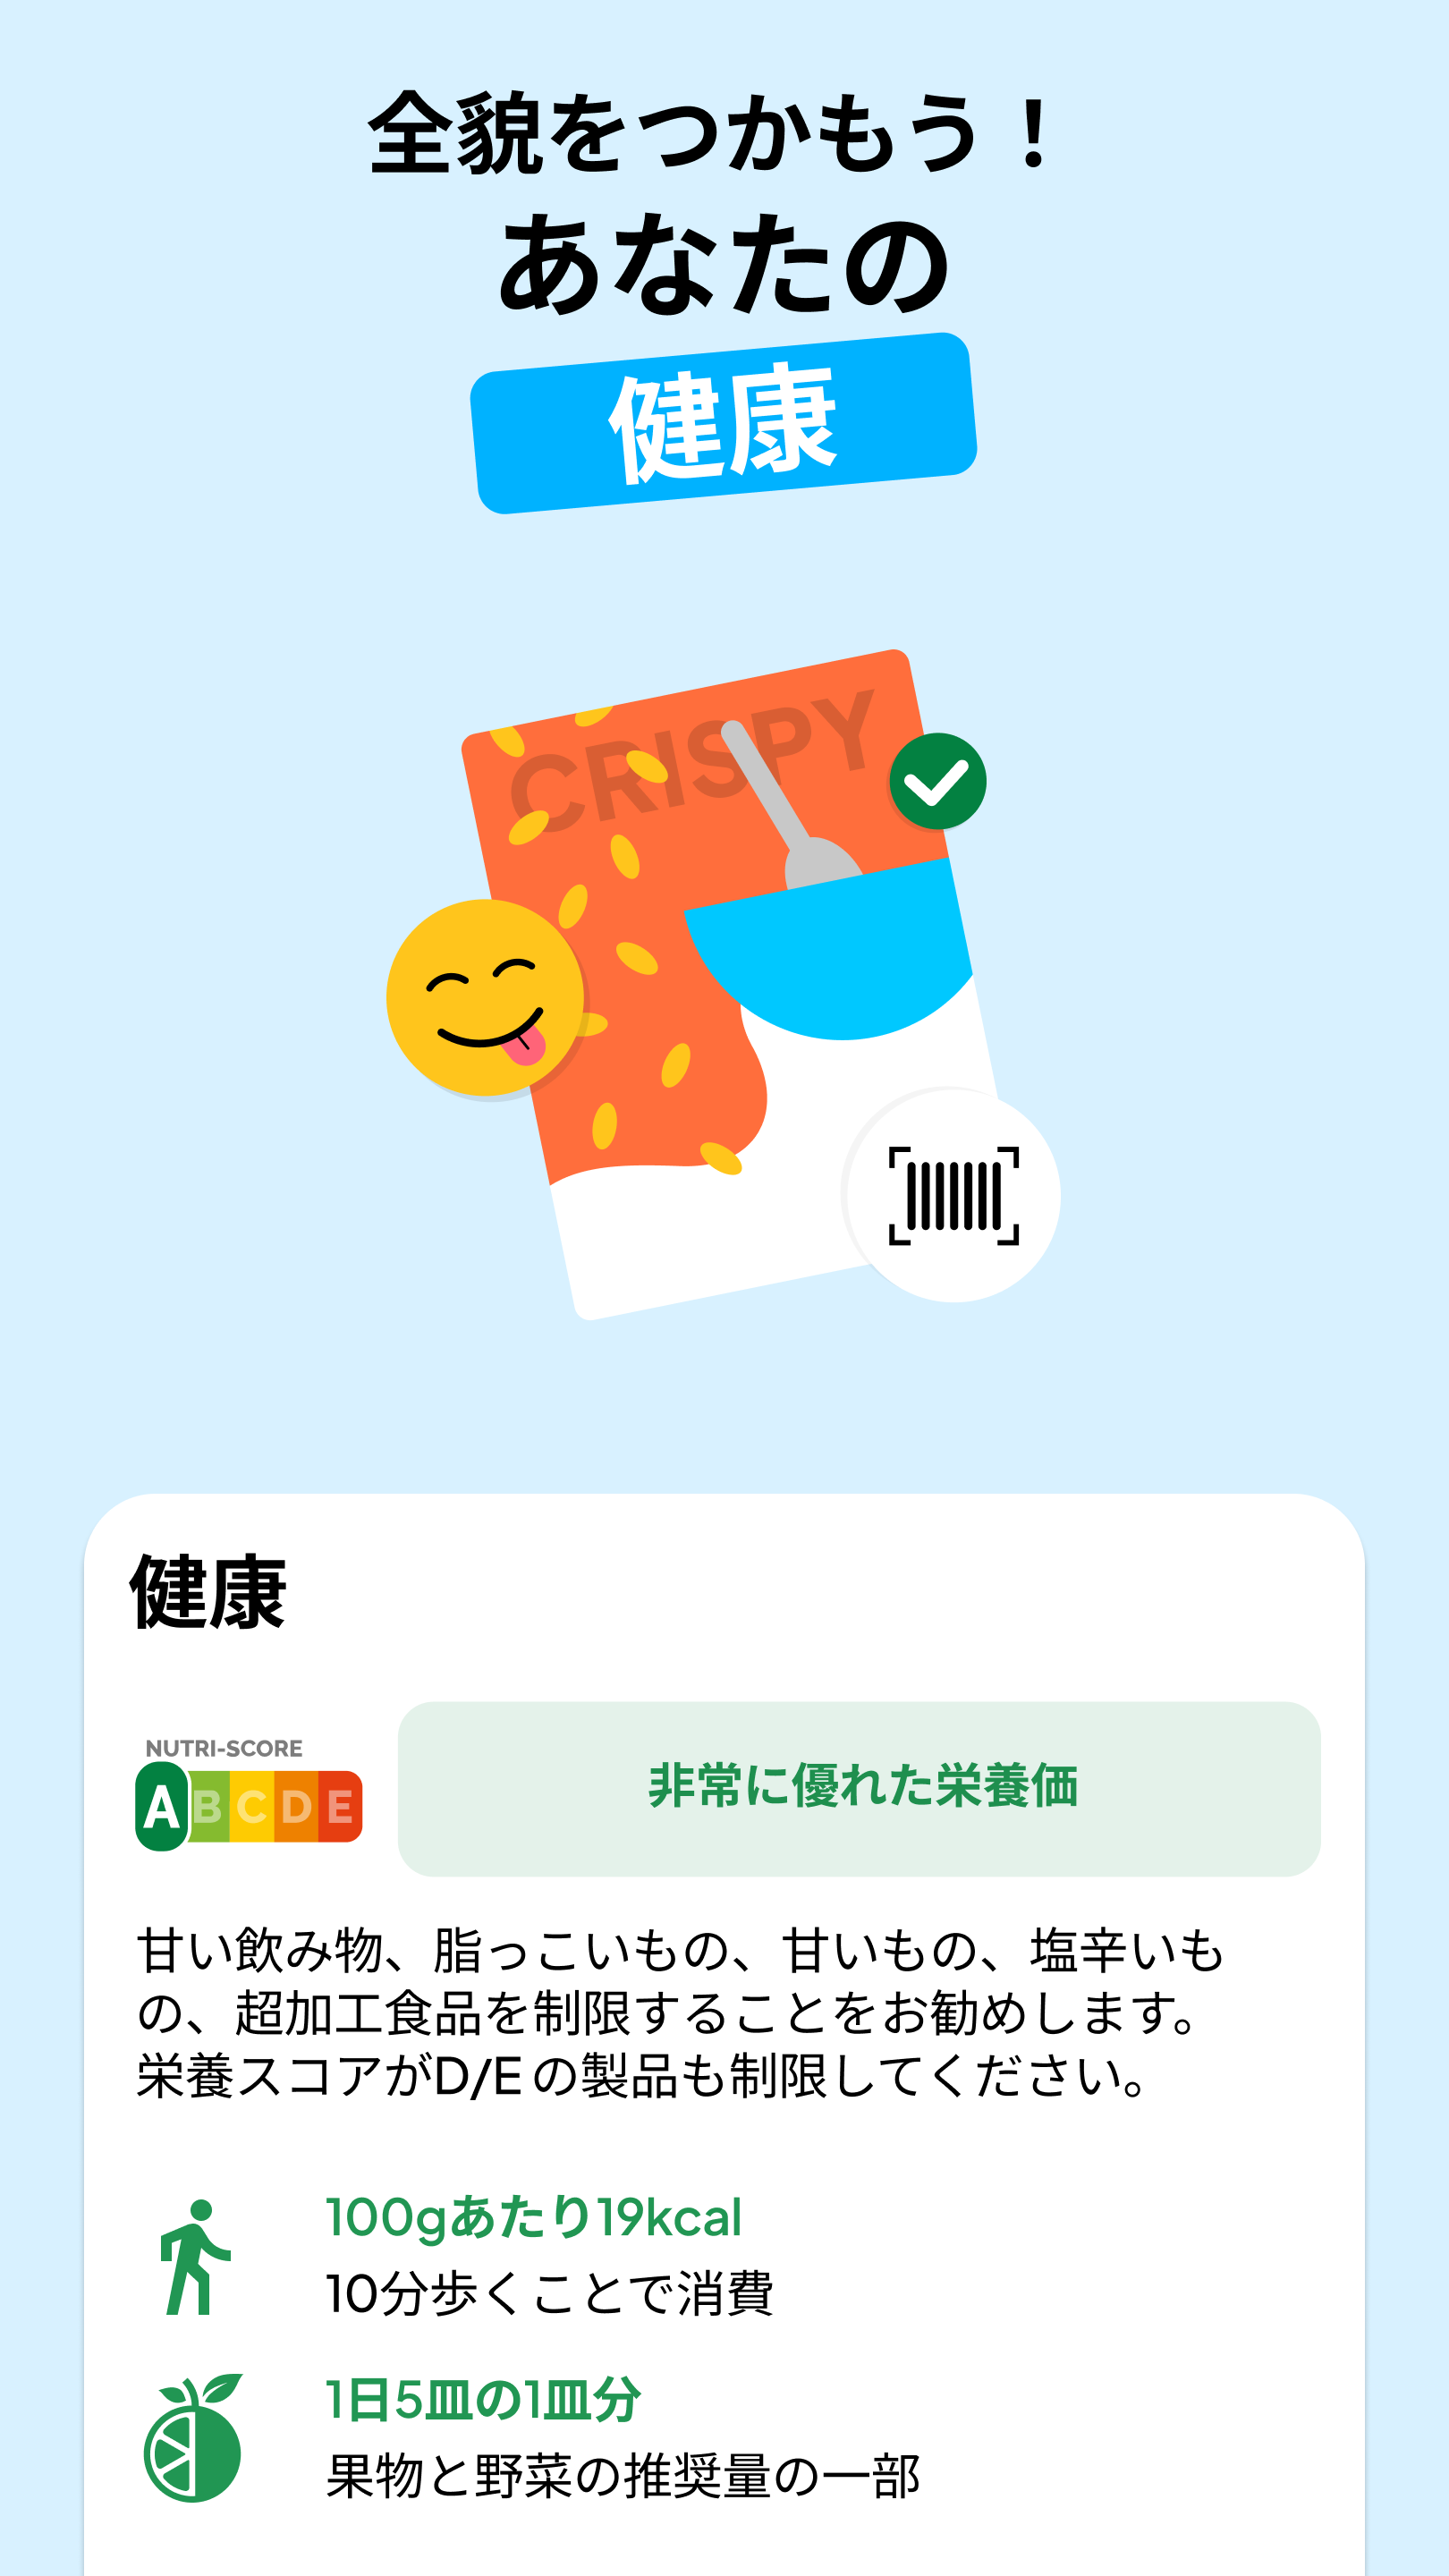 全貌をつかもう！
あなたの
健康
CRISPY
健康
NUTRI-SCORE
A B C D E
非常に優れた栄養価
甘い飲み物、脂っこいもの、甘いもの、塩辛いも
の、超加工食品を制限することをお勧めします。
栄養スコアがD/E の製品も制限してください。
100gあたり19kcal
10分歩くことで消費
1日5皿の1皿分
果物と野菜の推奨量の一部